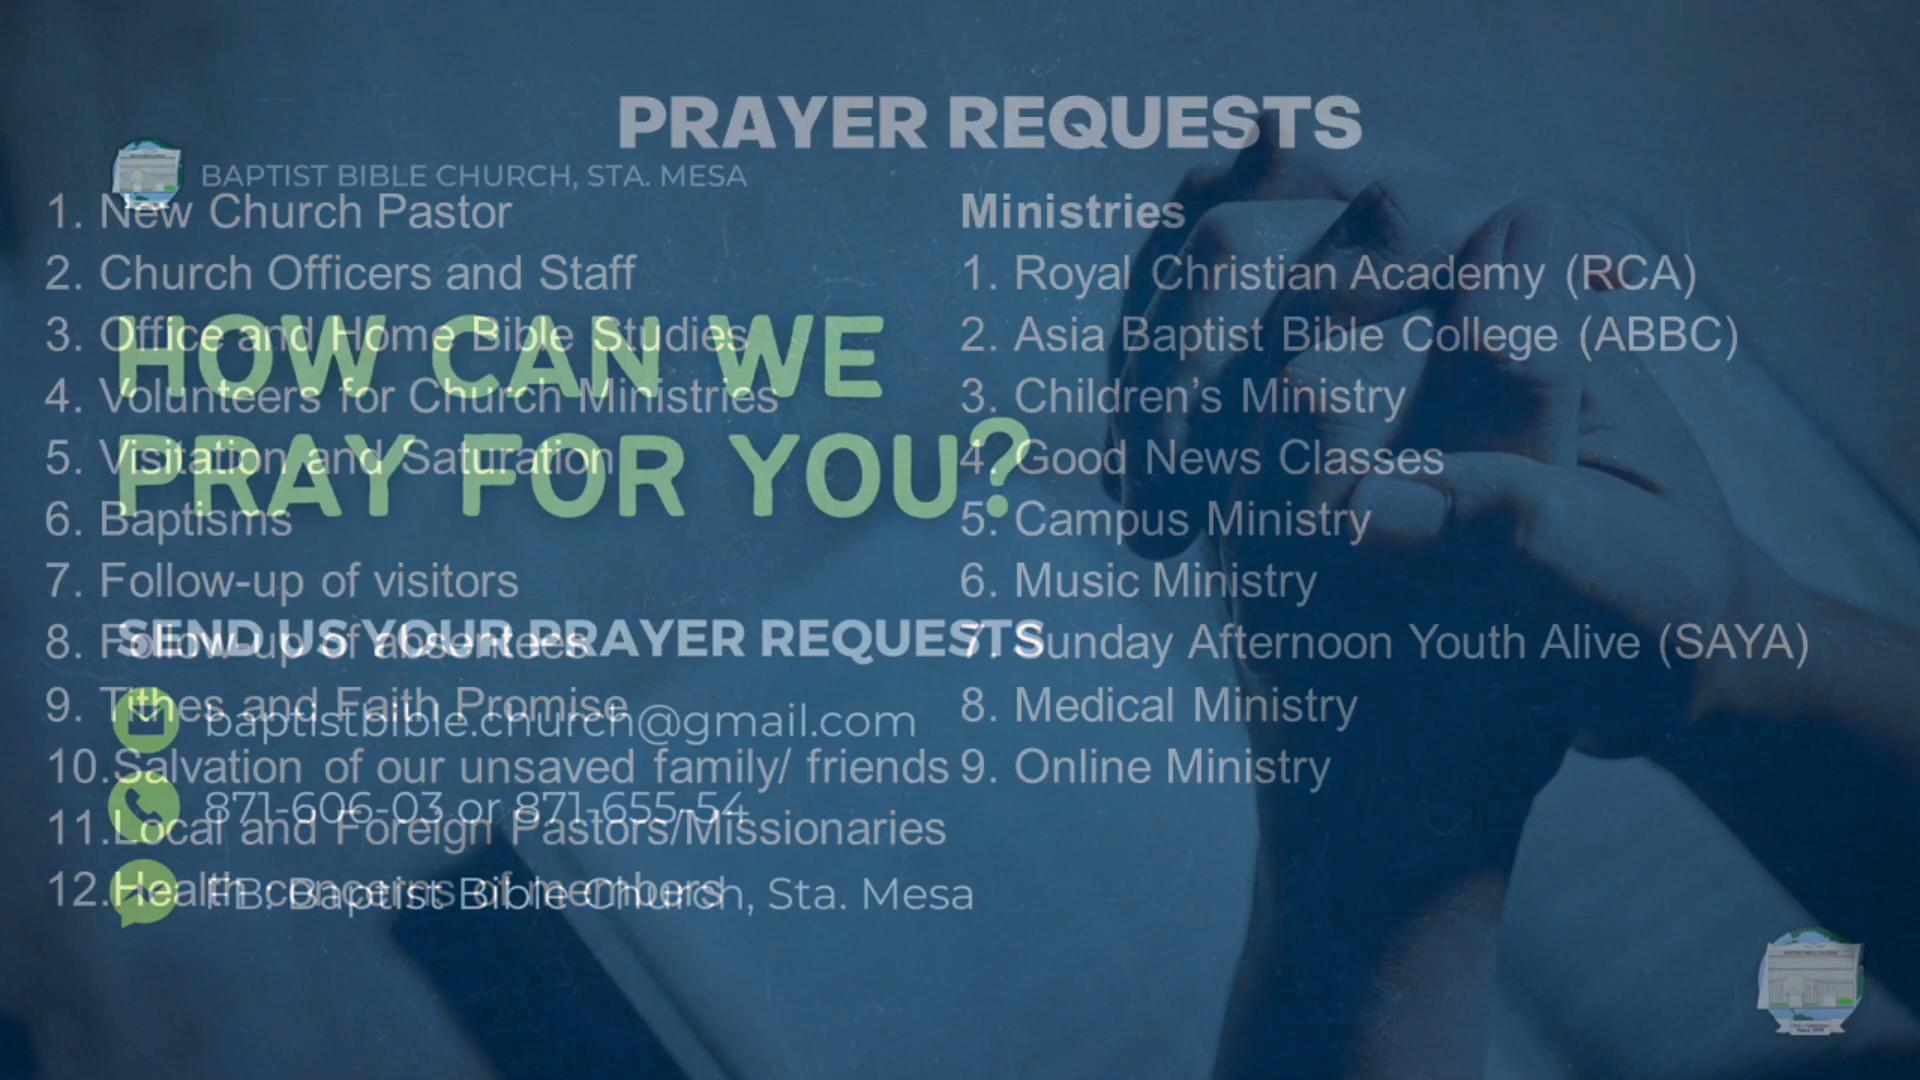 PRAYER REQUESTS
1. New Church Pastor
2. Church Officers and Staff
3. Office and Home Bible Studies
4. Volunteers for Church Ministries
5. Visitation and Saturation
6. Baptisms
7. Follow-up of visitors
8. Follow-up of absentees
9. Tithes and Faith Promise
10.Salvation of our unsaved family/ friends
11.Local and Foreign Pastors/Missionaries
12.Health concerns of members
Ministries
1. Royal Christian Academy (RCA)
2. Asia Baptist Bible College (ABBC)
3. Children’s Ministry
4. Good News Classes
5. Campus Ministry
6. Music Ministry
7. Sunday Afternoon Youth Alive (SAYA)
8. Medical Ministry
9. Online Ministry
BAPTIST BIBLE CHURCH, STA. MESA
HOW CAN WE
PRAY FOR YOU?
SEND US YOUR PRAYER REQUESTS
baptistbible.church@gmail.com
871-606-03 or 871-655-54
FB: Baptist Bible Church, Sta. Mesa